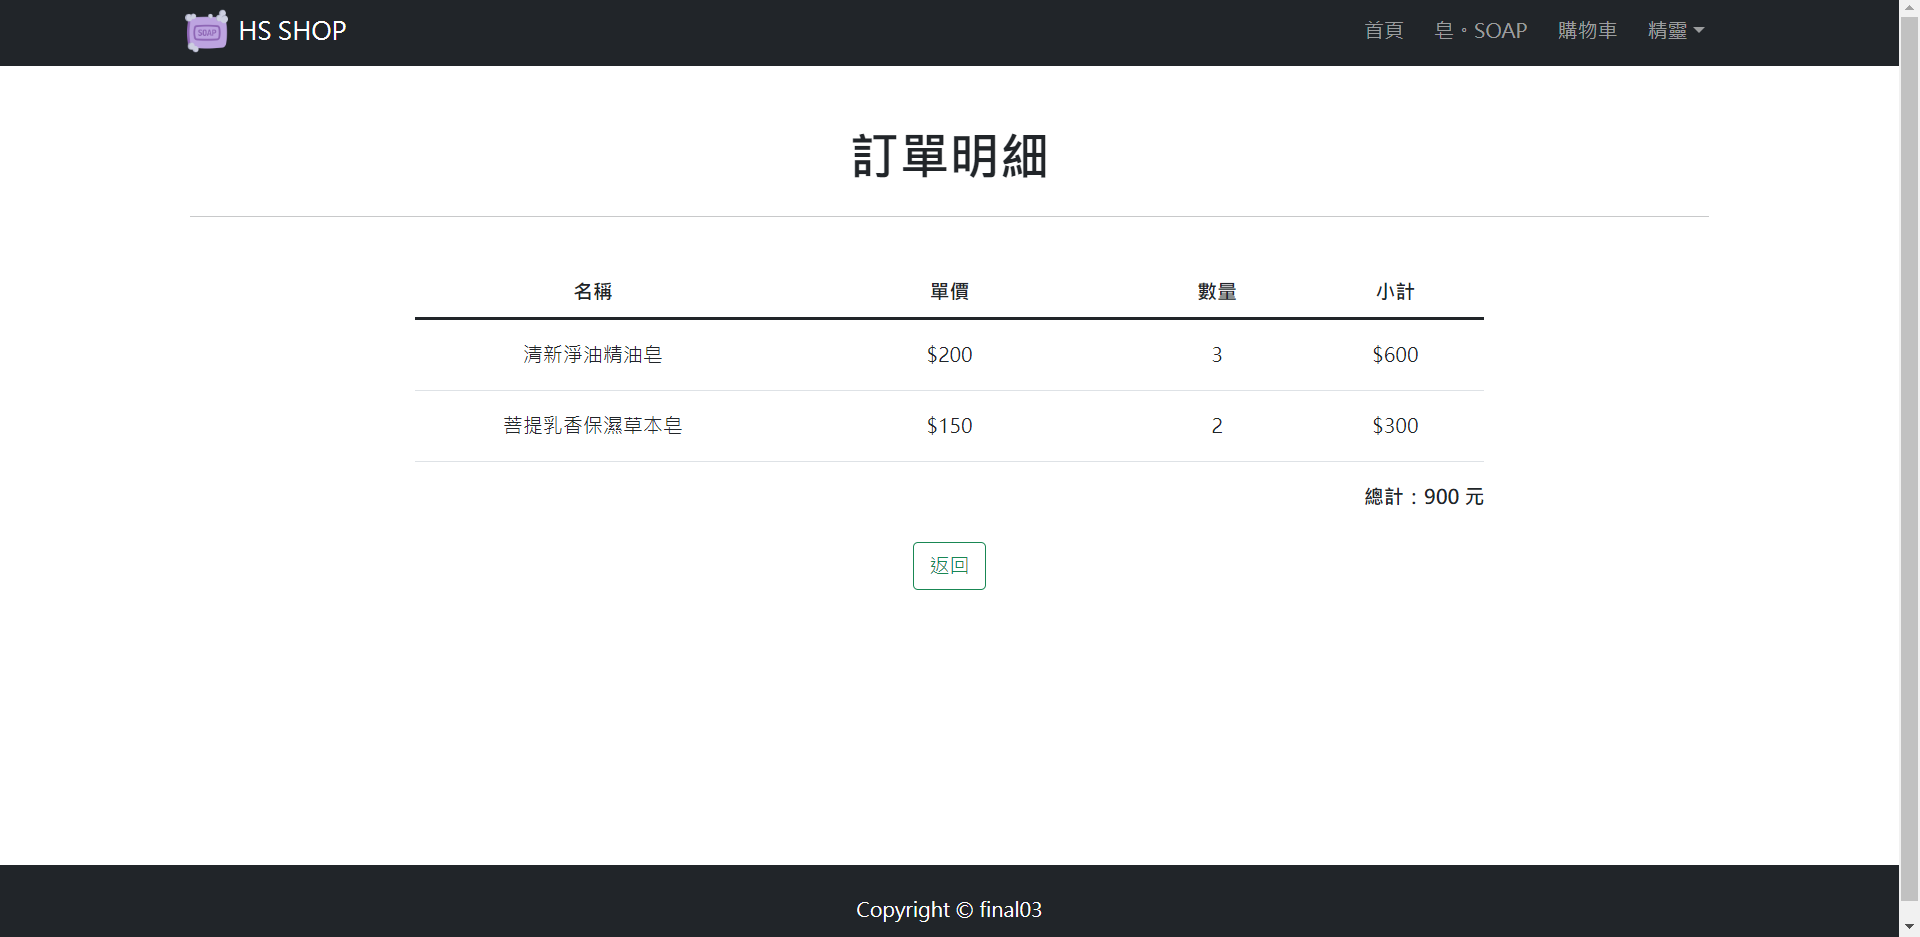 SOAP
HS SHOP
首頁 皂。SOAP 購物車 精靈
訂單明細
名稱 單價 數量 小計
清新淨油精油皂 $200 3 $600
菩提乳香保濕草本皂 $150 2 $300
總計：900 元
返回
Copyright © final03